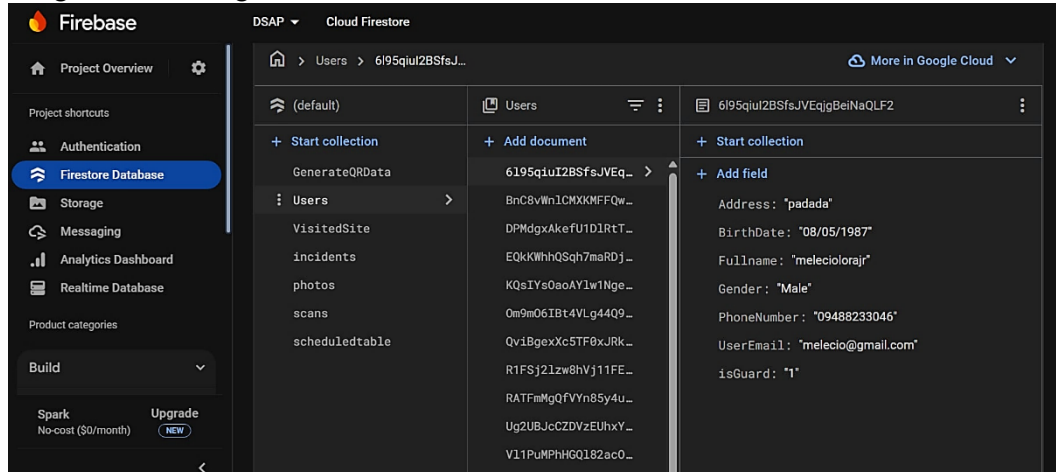 Firebase
DSAP
Cloud Firestore
Project Overview
Project shortcuts
Authentication
Firestore Database
Storage
Messaging
Analytics Dashboard
Realtime Database
Product categories
Build
Spark
No-cost ($0/month)
Upgrade
NEW
> Users > 6l95qiuI2BSfsJ...
More in Google Cloud
(default)
+ Start collection
GenerateQRData
Users
VisitedSite
incidents
photos
scans
scheduledtable
Users
+ Add document
6l95qiuI2BSfsJVEq…
BnC8vWnlCMXKMFFQw…
DPMdgxAkefU1DlRtT…
EQkKWhhQSqh7maRDj…
KQsIYsOaoAYlw1Nge…
Om9mO6IBt4VLg44Q9…
QviBgexXc5TF0xJRk…
R1FSj2lzw8hVj11FE…
RATFmMgQfVYn85y4u…
Ug2UBJcCZDVzEUhxY…
Vl1PuMPhHGQl82acO…
6l95qiuI2BSfsJVEqjgBeiNaQLF2
+ Start collection
+ Add field
Address: "padada"
BirthDate: "08/05/1987"
Fullname: "meleciolorajr"
Gender: "Male"
PhoneNumber: "09488233046"
UserEmail: "melecio@gmail.com"
isGuard: "1"